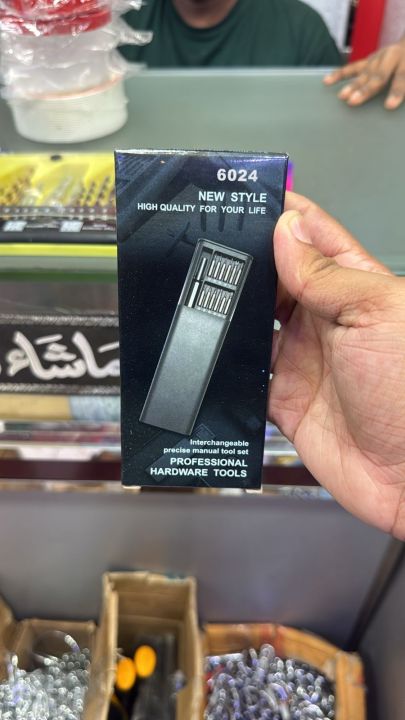 6024
NEW STYLE
HIGH QUALITY FOR YOUR LIFE
Interchangeable
precise manual tool set
PROFESSIONAL
HARDWARE TOOLS
ماشاء